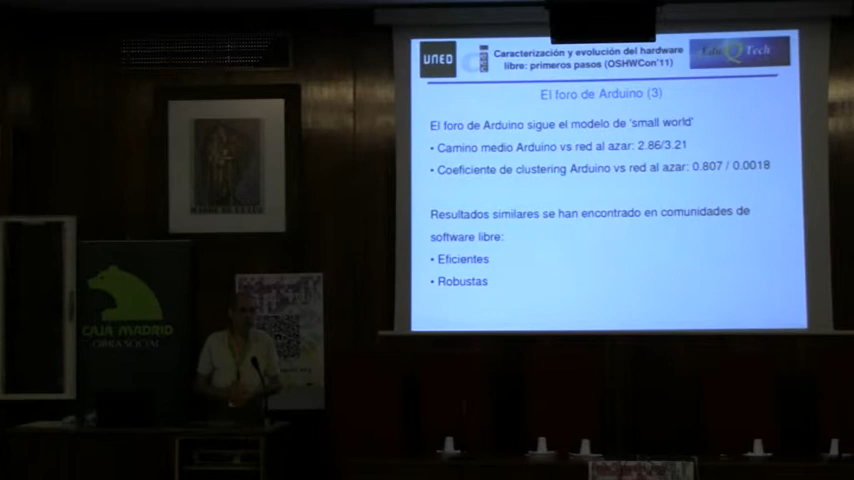 UNED
Caracterización y evolución del hardware
libre: primeros pasos (OSHWCon'11)
EduQTech
El foro de Arduino (3)
El foro de Arduino sigue el modelo de 'small world'
• Camino medio Arduino vs red al azar: 2.86/3.21
• Coeficiente de clustering Arduino vs red al azar: 0.807 / 0.0018
Resultados similares se han encontrado en comunidades de
software libre:
• Eficientes
• Robustas
CAJA MADRID
OBRA SOCIAL